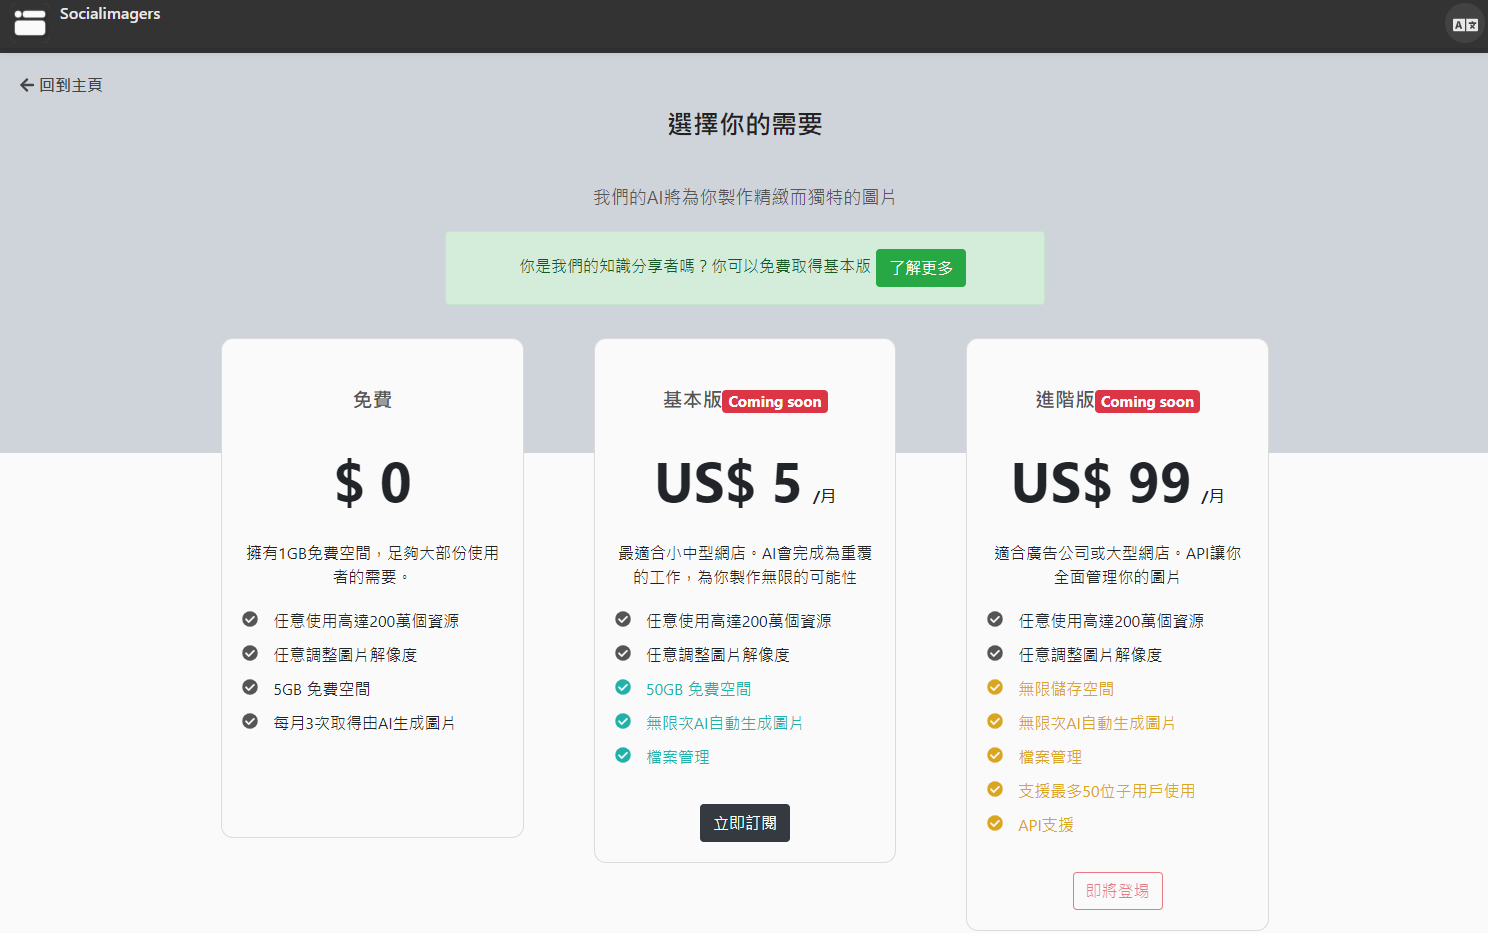 Socialimagers
回到主頁
選擇你的需要
我們的AI將為你製作精緻而獨特的圖片
你是我們的知識分享者嗎？你可以免費取得基本版 了解更多
免費
$ 0
擁有1GB免費空間，足夠大部份使用
者的需要。
任意使用高達200萬個資源
任意調整圖片解像度
5GB 免費空間
每月3次取得由AI生成圖片
基本版 Coming soon
US$ 5 /月
最適合小中型網店。AI會完成為重覆
的工作，為你製作無限的可能性
任意使用高達200萬個資源
任意調整圖片解像度
50GB 免費空間
無限次AI自動生成圖片
檔案管理
立即訂閱
進階版 Coming soon
US$ 99 /月
適合廣告公司或大型網店。API讓你
全面管理你的圖片
任意使用高達200萬個資源
任意調整圖片解像度
無限儲存空間
無限次AI自動生成圖片
檔案管理
支援最多50位子用戶使用
API支援
即將登場